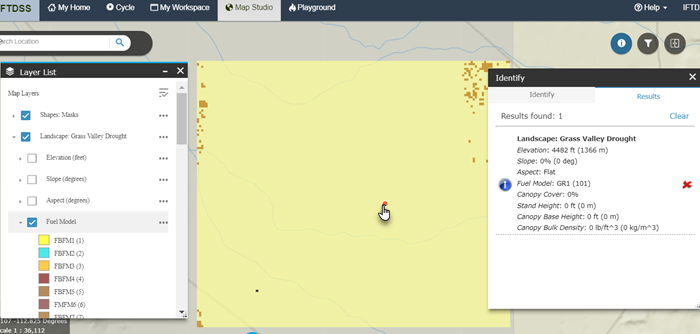 IFTDSS My Home Cycle My Workspace Map Studio Playground Help IFTD
Search Location
Layer List
Map Layers
Shapes: Masks
Landscape: Grass Valley Drought
Elevation (feet)
Slope (degrees)
Aspect (degrees)
Fuel Model
FBFM1 (1)
FBFM2 (2)
FBFM3 (3)
FBFM4 (4)
FBFM5 (5)
FMFM6 (6)
FBFM7 (7)
107 -112.825 Degrees
scale 1 : 36,112
Identify
Identify Results
Results found: 1 Clear
Landscape: Grass Valley Drought
Elevation: 4482 ft (1366 m)
Slope: 0% (0 deg)
Aspect: Flat
Fuel Model: GR1 (101)
Canopy Cover: 0%
Stand Height: 0 ft (0 m)
Canopy Base Height: 0 ft (0 m)
Canopy Bulk Density: 0 lb/ft^3 (0 kg/m^3)